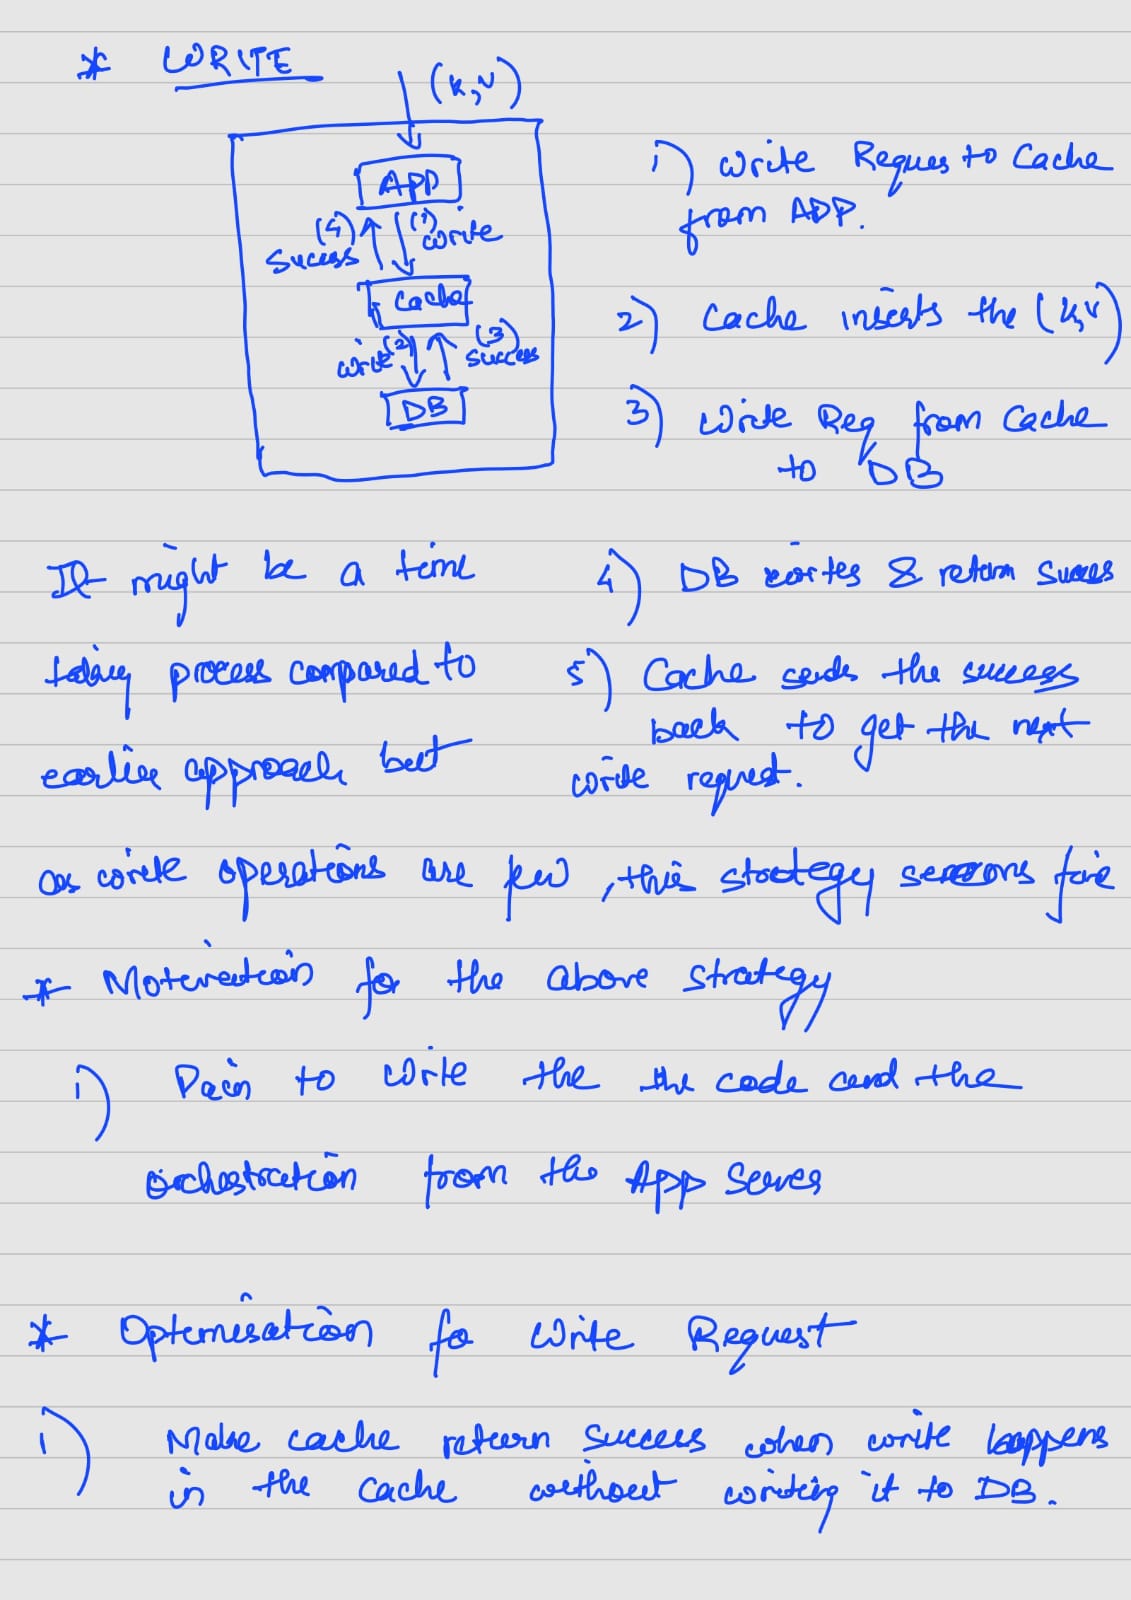 * WRITE
(k,v)
APP
(4) (1)
Sucess write
Cache
write (2) (3) success
DB
1) Write Reques to Cache
from APP.
2) Cache inserts the (k,v)
3) Write Req from Cache
to DB
4) DB writes & return Sucess
5) Cache sends the success
back to get the next
write request.
It might be a time
taking process compared to
earlier approach but
as write operations are few, this strategy seems fine
* Motivation for the above strategy
1) Pain to write the the code and the
orchestration from the App Server
* Optimisation for Write Request
1) Make cache return success when write happens
in the cache without writing it to DB.